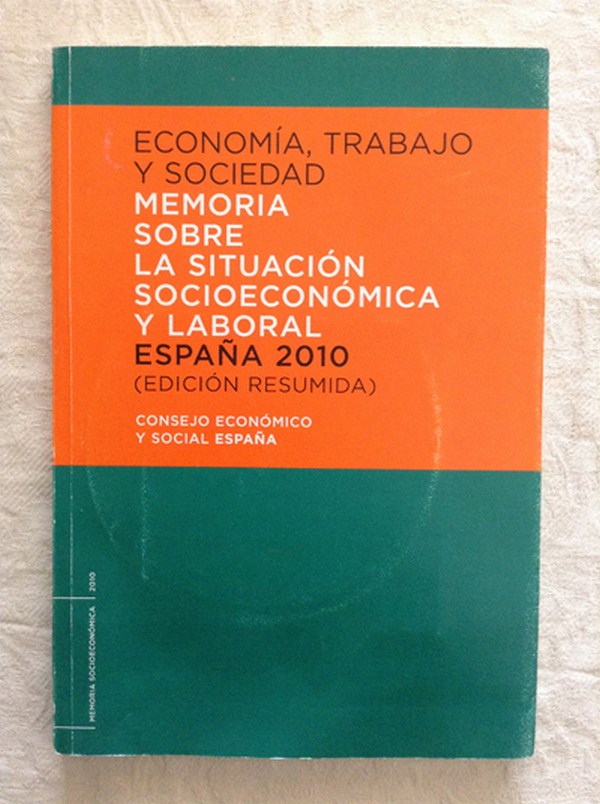 ECONOMÍA, TRABAJO
Y SOCIEDAD
MEMORIA
SOBRE
LA SITUACIÓN
SOCIOECONÓMICA
Y LABORAL
ESPAÑA 2010
(EDICIÓN RESUMIDA)
CONSEJO ECONÓMICO
Y SOCIAL ESPAÑA
MEMORIA SOCIOECONÓMICA 2010